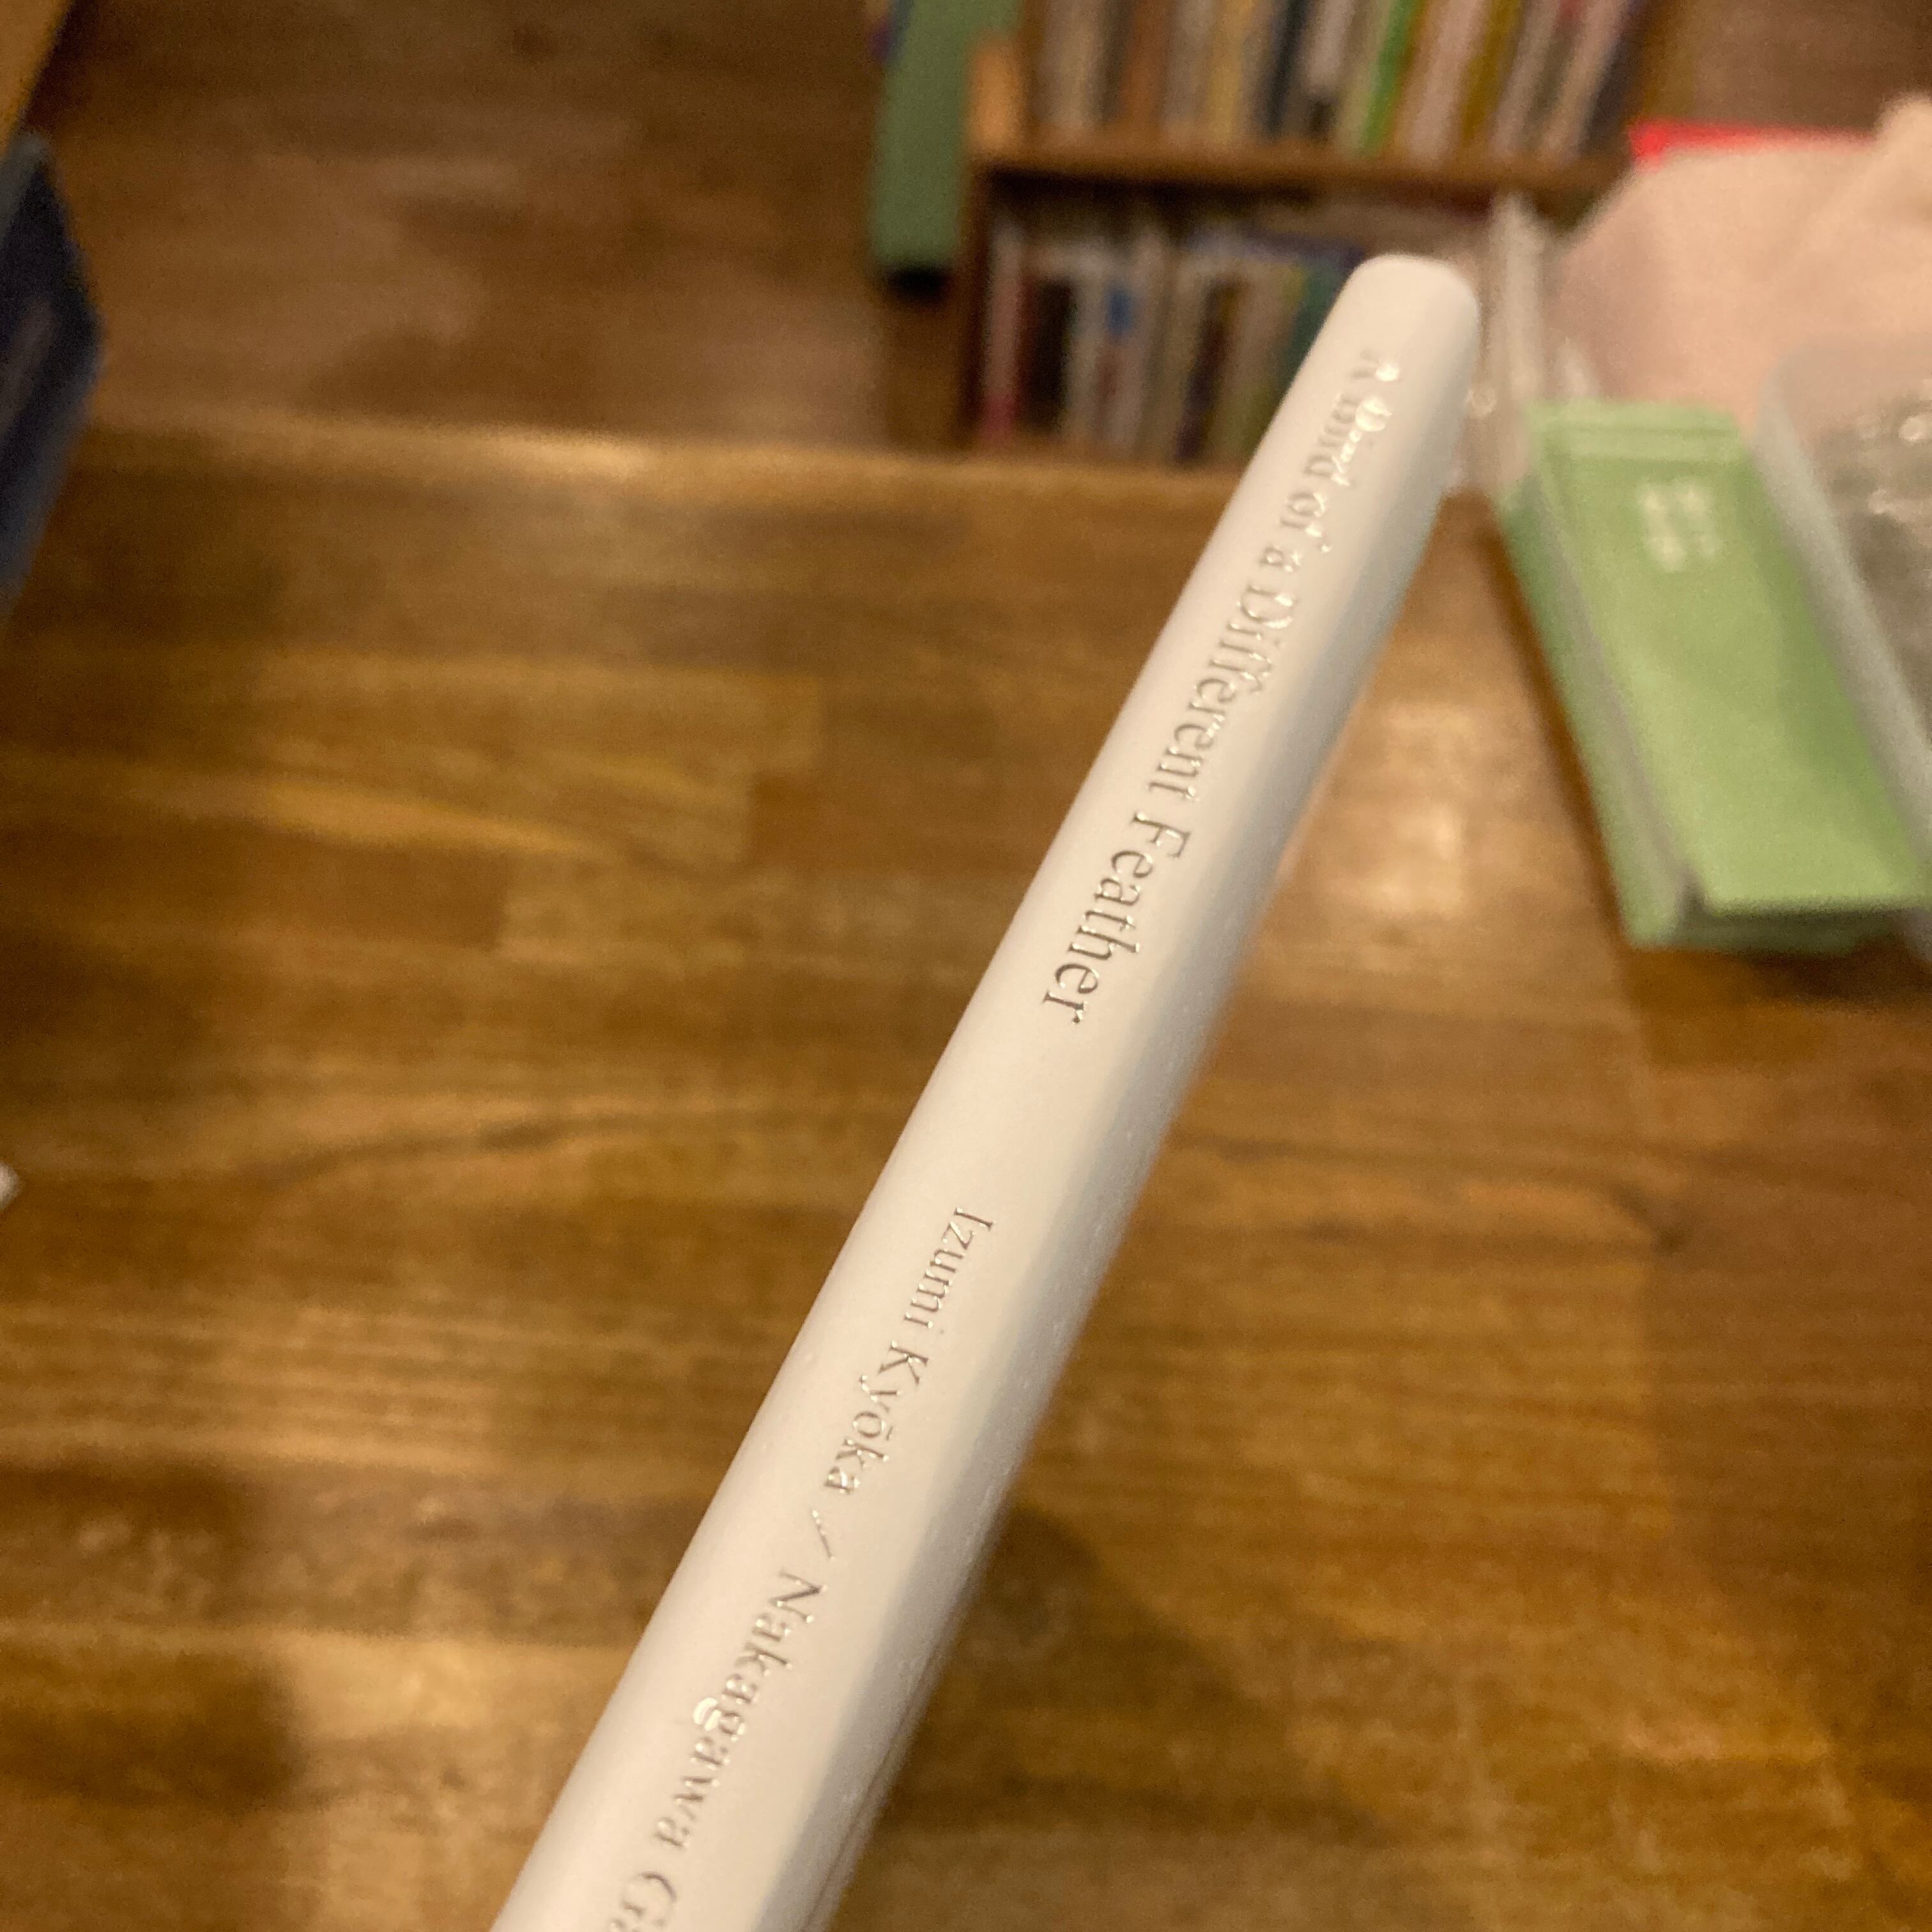 A Bird of a Different Feather
Izumi Kyōka / Nakagawa